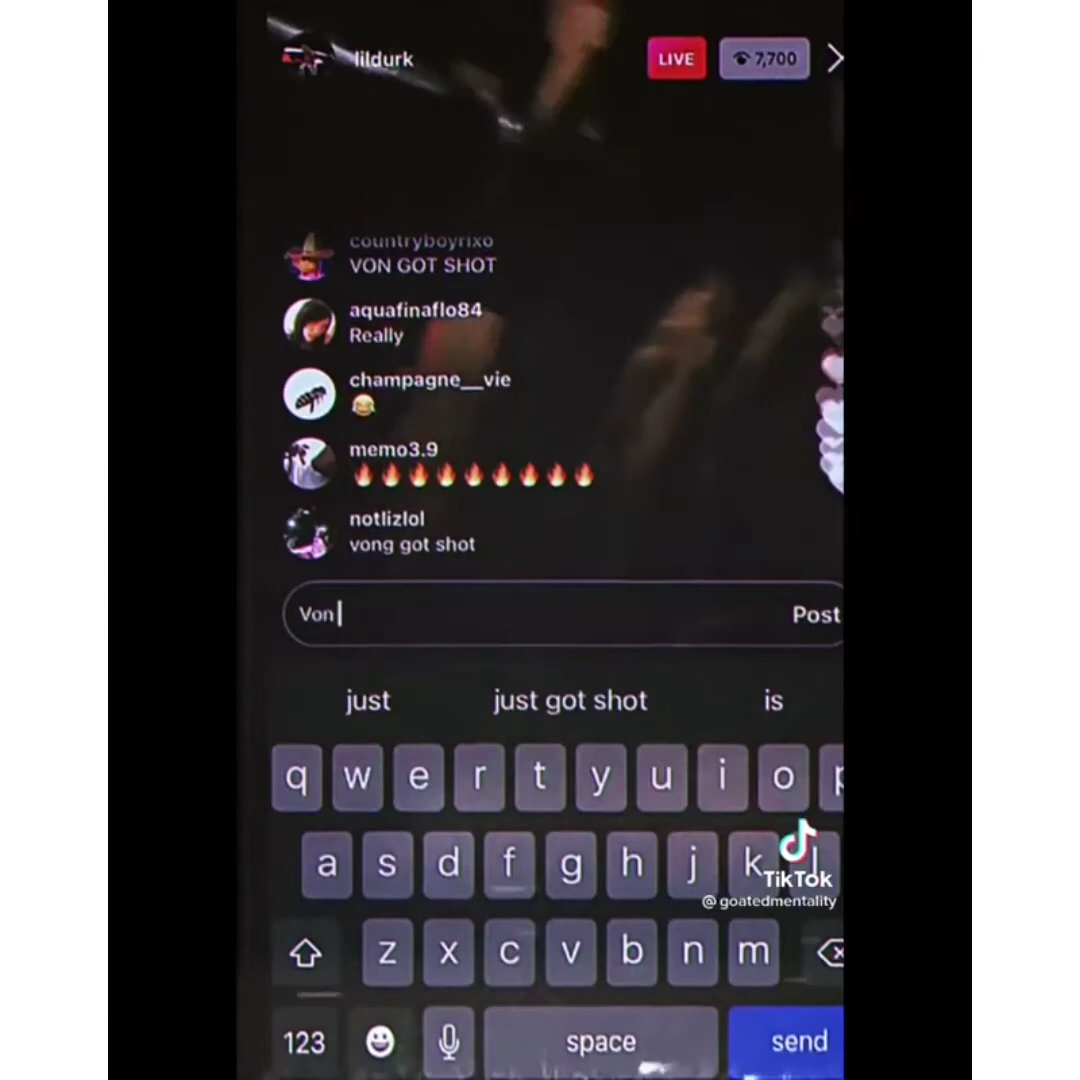 lildurk
LIVE
7,700
countryboyrixo
VON GOT SHOT
aquafinaflo84
Really
champagne__vie
😂
memo3.9
🔥🔥🔥🔥🔥🔥🔥🔥🔥
notlizlol
vong got shot
Von
Post
just just got shot is
q w e r t y u i o p
a s d f g h j k l
TikTok
@goatedmentality
z x c v b n m
123 space send